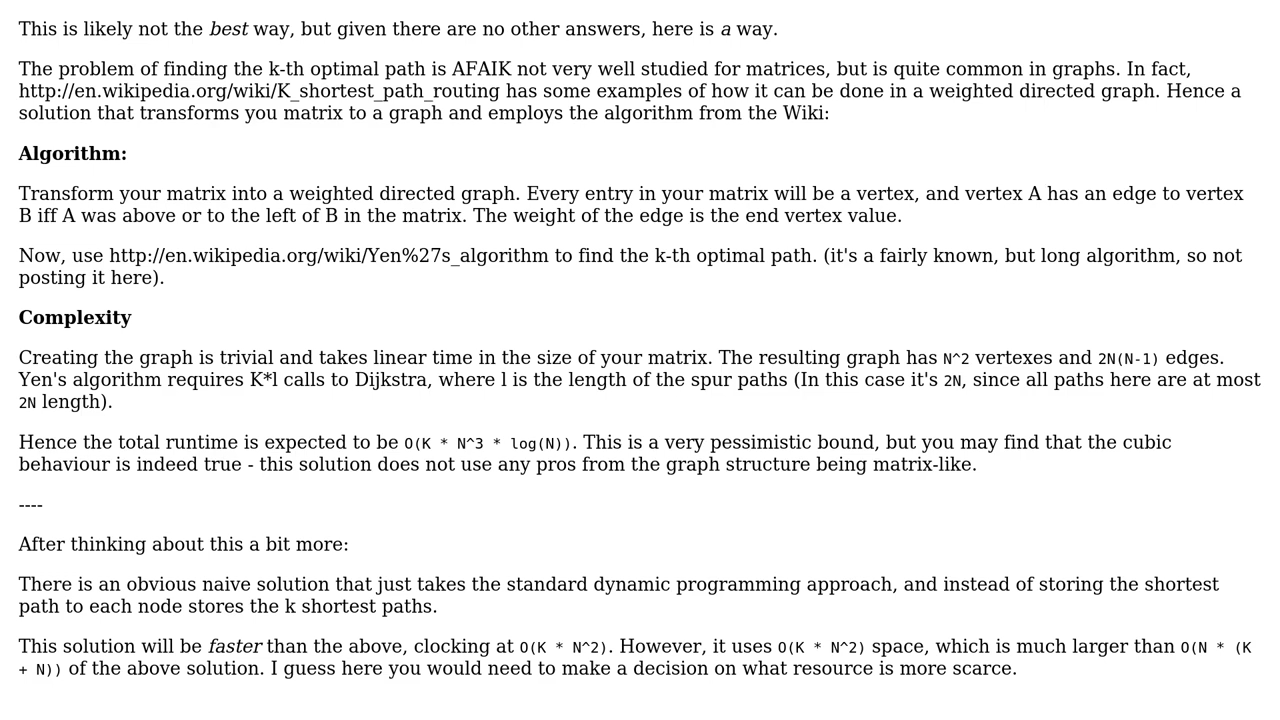 This is likely not the best way, but given there are no other answers, here is a way.
The problem of finding the k-th optimal path is AFAIK not very well studied for matrices, but is quite common in graphs. In fact,
http://en.wikipedia.org/wiki/K_shortest_path_routing has some examples of how it can be done in a weighted directed graph. Hence a
solution that transforms you matrix to a graph and employs the algorithm from the Wiki:
Algorithm:
Transform your matrix into a weighted directed graph. Every entry in your matrix will be a vertex, and vertex A has an edge to vertex
B iff A was above or to the left of B in the matrix. The weight of the edge is the end vertex value.
Now, use http://en.wikipedia.org/wiki/Yen%27s_algorithm to find the k-th optimal path. (it's a fairly known, but long algorithm, so not
posting it here).
Complexity
Creating the graph is trivial and takes linear time in the size of your matrix. The resulting graph has N^2 vertexes and 2N(N-1) edges.
Yen's algorithm requires K*l calls to Dijkstra, where l is the length of the spur paths (In this case it's 2N, since all paths here are at most
2N length).
Hence the total runtime is expected to be O(K * N^3 * log(N)). This is a very pessimistic bound, but you may find that the cubic
behaviour is indeed true - this solution does not use any pros from the graph structure being matrix-like.
----
After thinking about this a bit more:
There is an obvious naive solution that just takes the standard dynamic programming approach, and instead of storing the shortest
path to each node stores the k shortest paths.
This solution will be faster than the above, clocking at O(K * N^2). However, it uses O(K * N^2) space, which is much larger than O(N * (K
+ N)) of the above solution. I guess here you would need to make a decision on what resource is more scarce.